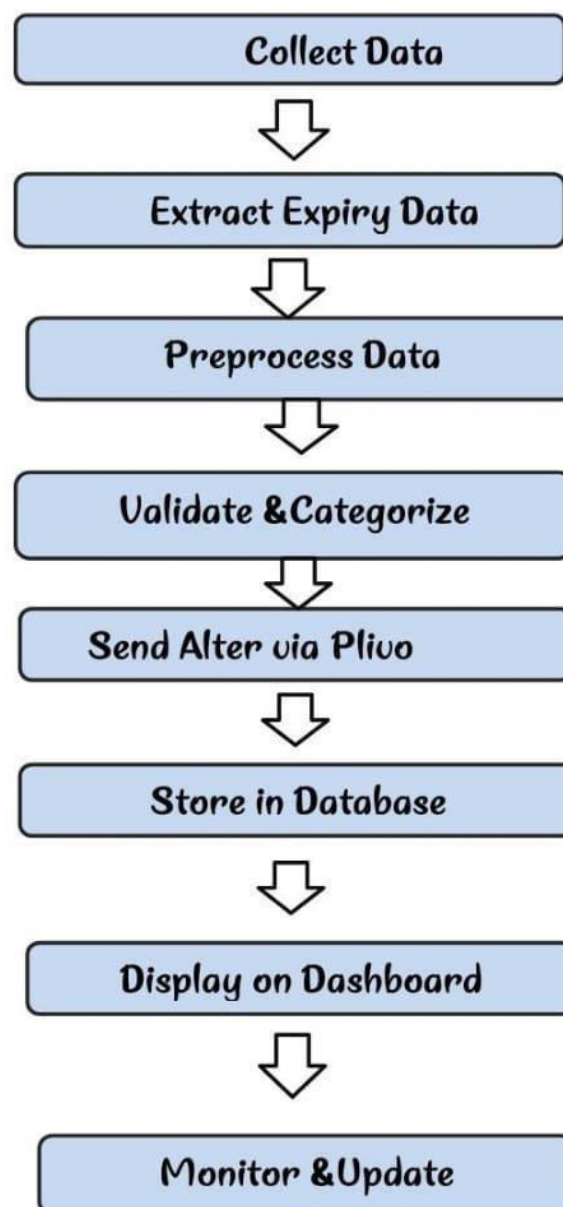 Collect Data
Extract Expiry Data
Preprocess Data
Validate &Categorize
Send Alter via Plivo
Store in Database
Display on Dashboard
Monitor &Update